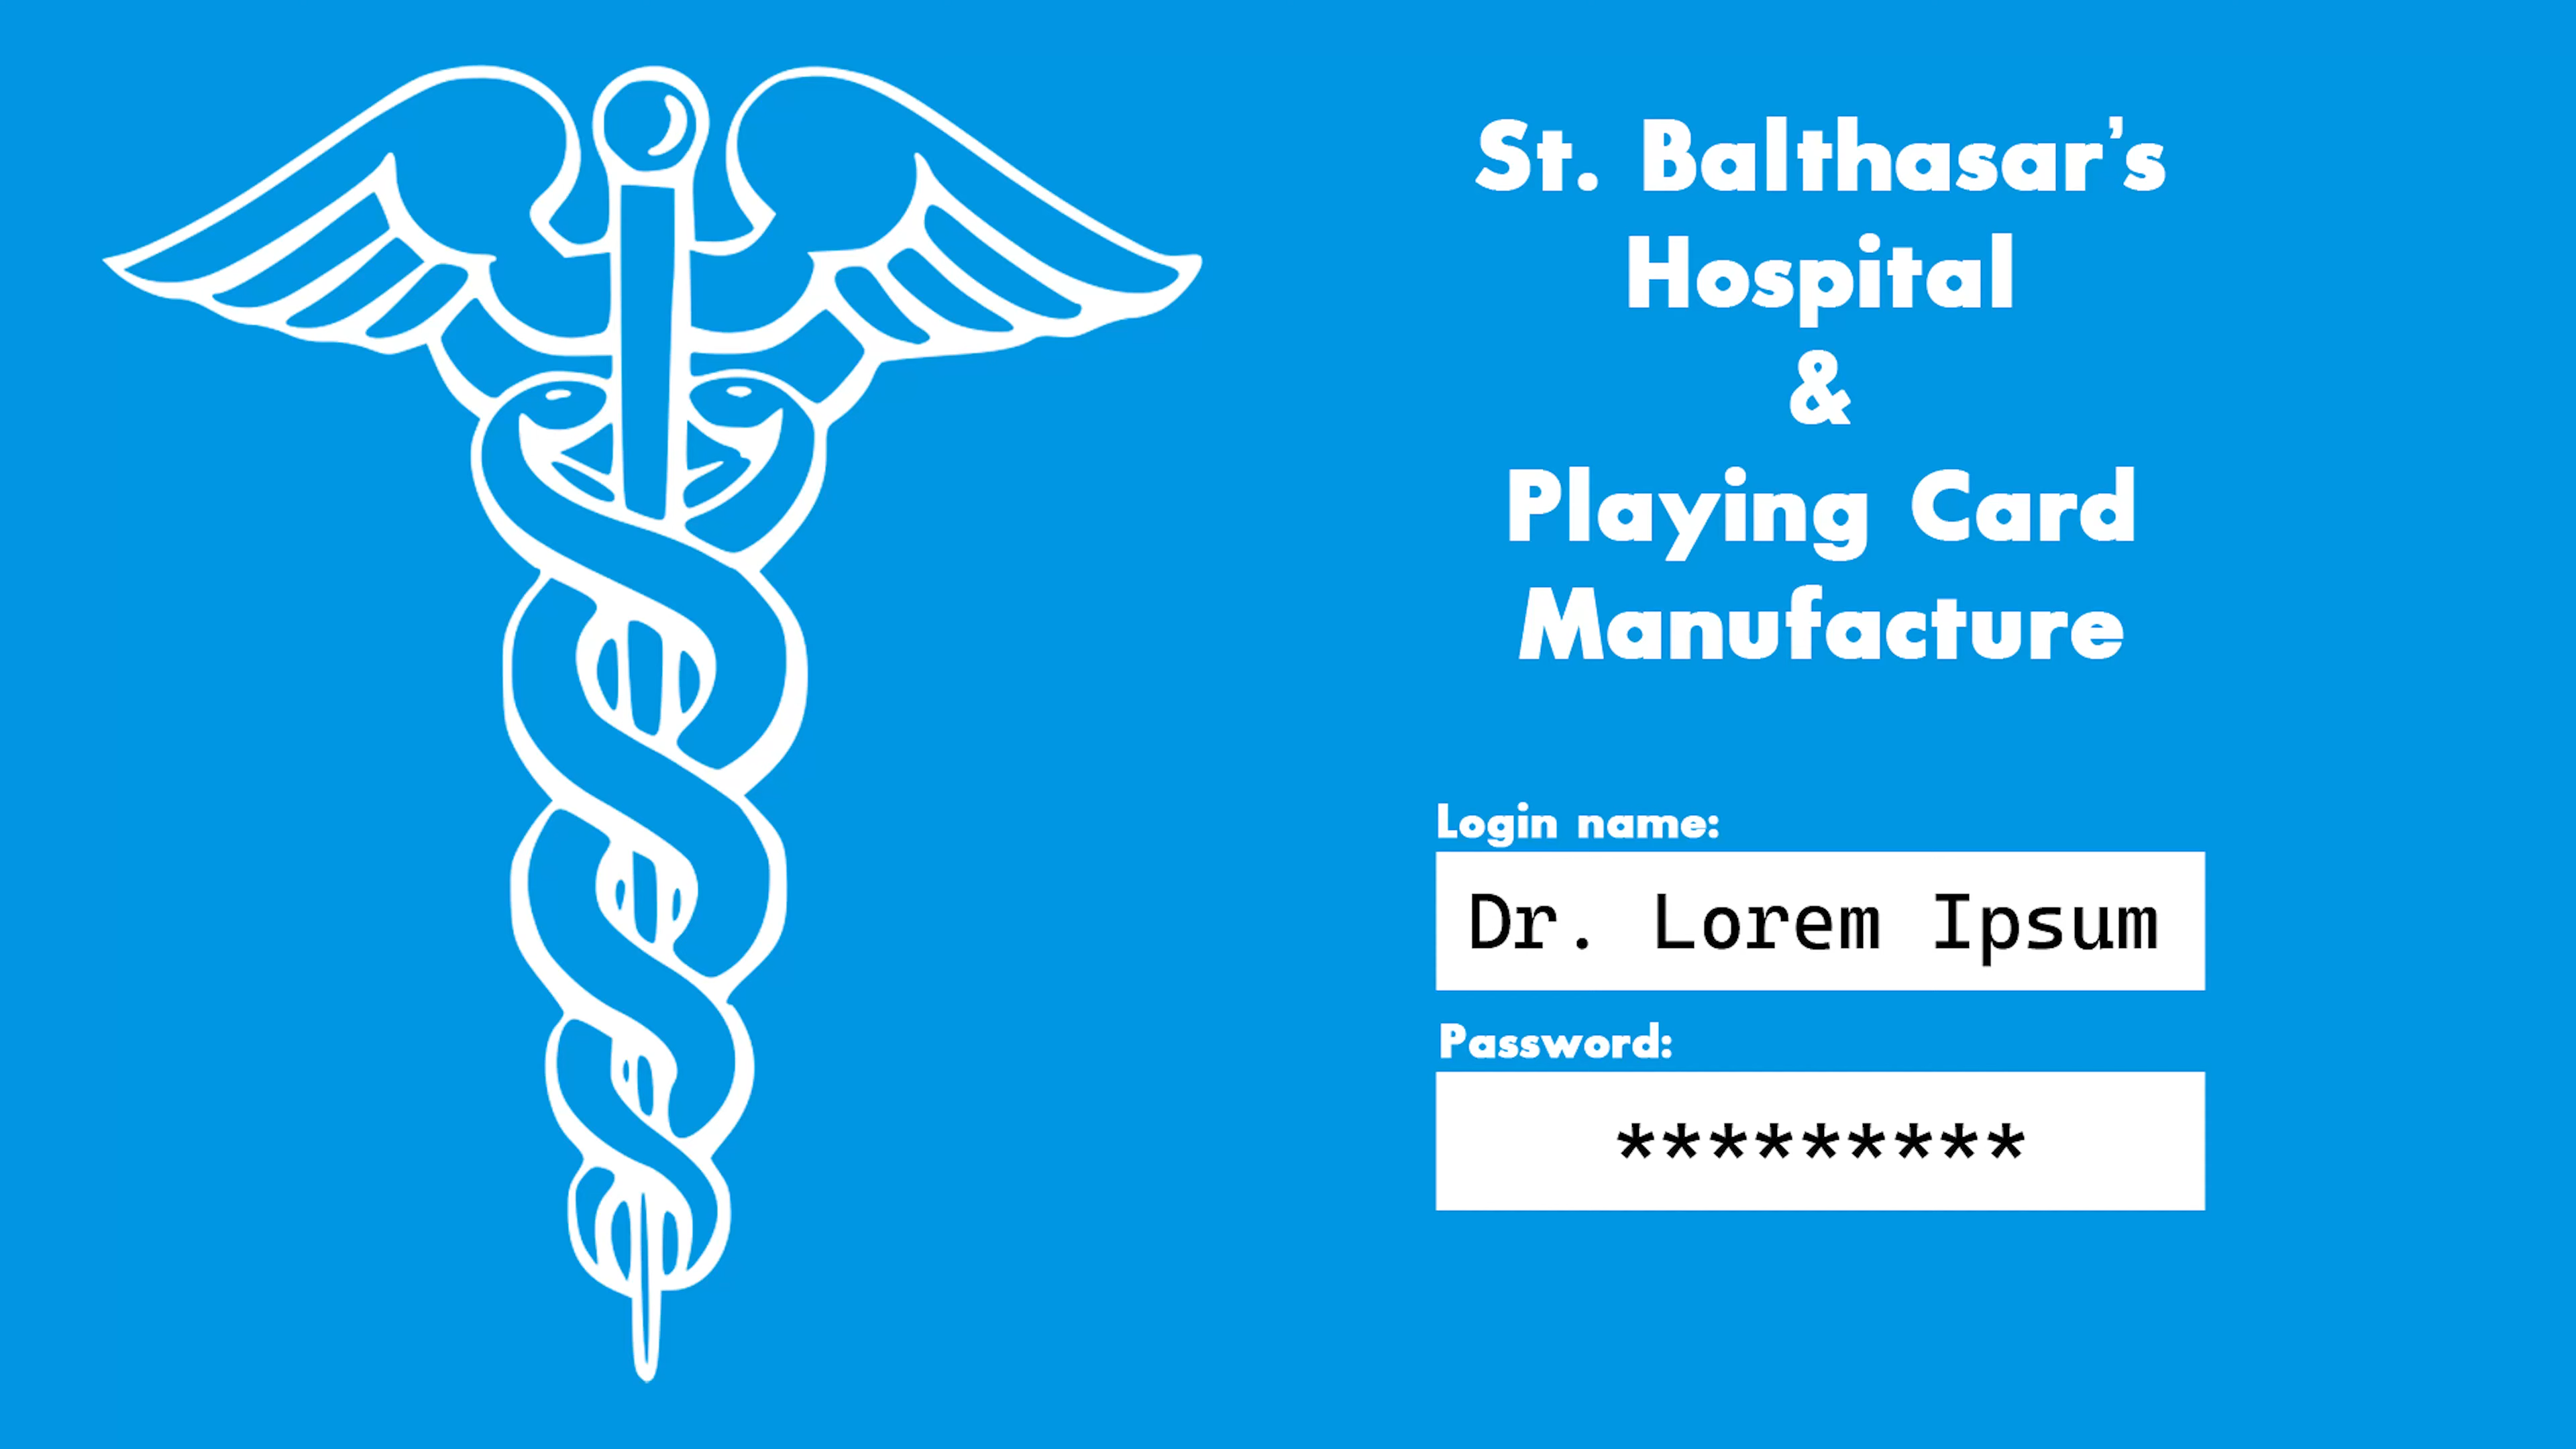 St. Balthasar’s
Hospital
&
Playing Card
Manufacture
Login name:
Dr. Lorem Ipsum
Password:
*********